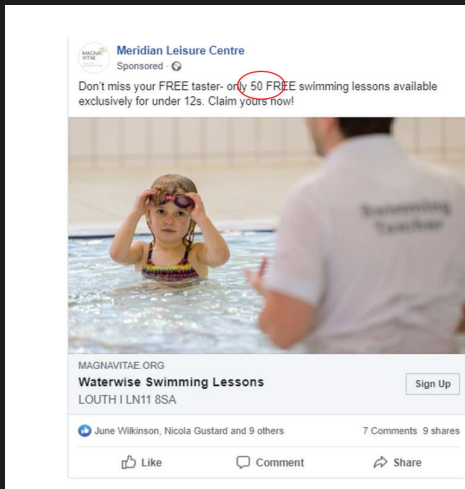 MAGNA
VITAE
Meridian Leisure Centre
Sponsored ·
Don't miss your FREE taster- only 50 FREE swimming lessons available
exclusively for under 12s. Claim yours now!
Swimming
Teacher
MAGNAVITAE.ORG
Waterwise Swimming Lessons
LOUTH I LN11 8SA
Sign Up
June Wilkinson, Nicola Gustard and 9 others
7 Comments 9 shares
Like
Comment
Share